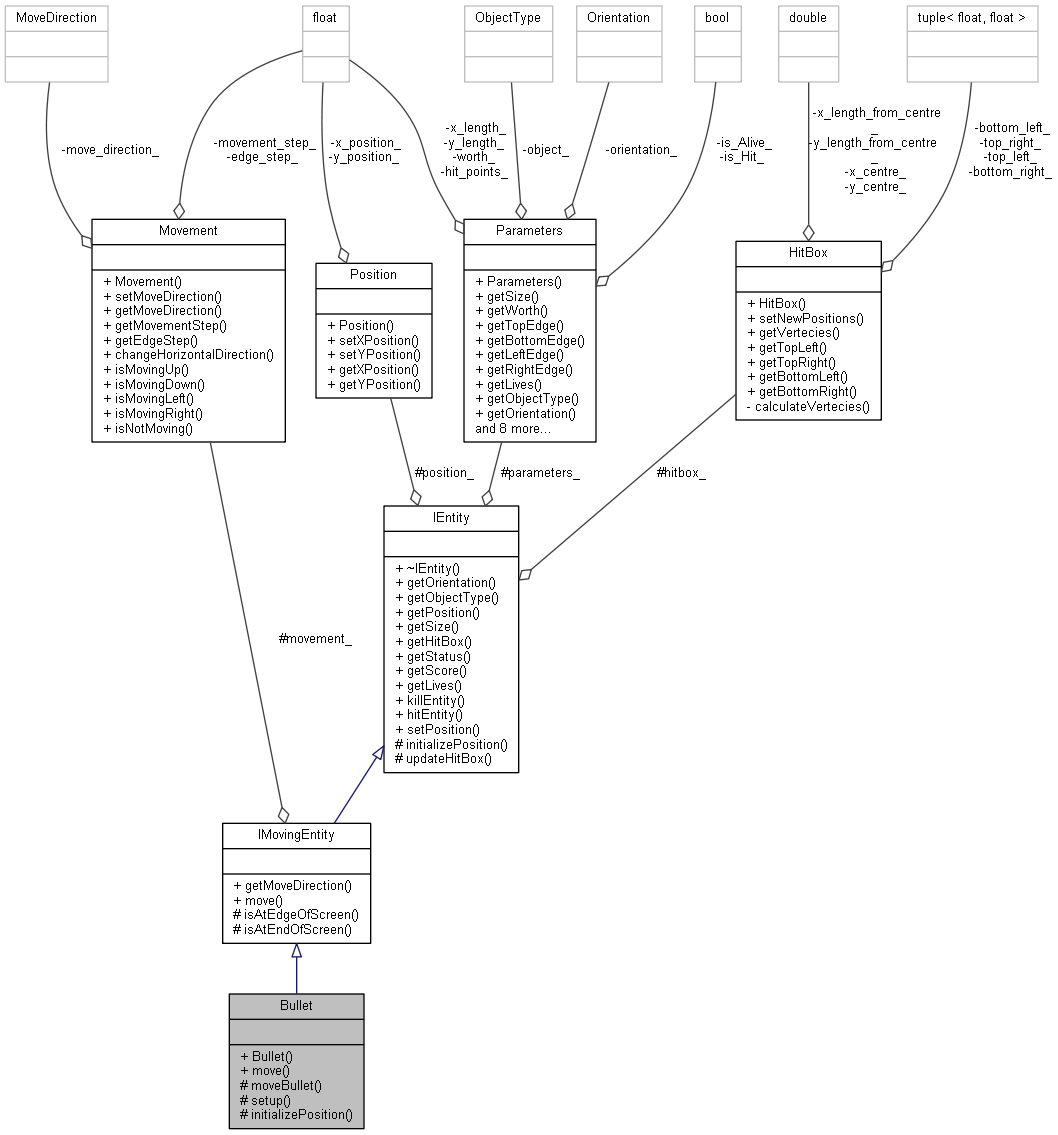 MoveDirection
float
ObjectType
Orientation
bool
double
tuple< float, float >
-move_direction_
-movement_step_
-edge_step_
-x_position_
-y_position_
-x_length_
-y_length_
-worth_
-hit_points_
-object_
-orientation_
-is_Alive_
-is_Hit_
-x_length_from_centre
_
-y_length_from_centre
_
-x_centre_
-y_centre_
-bottom_left_
-top_right_
-top_left_
-bottom_right_
Movement
+ Movement()
+ setMoveDirection()
+ getMoveDirection()
+ getMovementStep()
+ getEdgeStep()
+ changeHorizontalDirection()
+ isMovingUp()
+ isMovingDown()
+ isMovingLeft()
+ isMovingRight()
+ isNotMoving()
Position
+ Position()
+ setXPosition()
+ setYPosition()
+ getXPosition()
+ getYPosition()
Parameters
+ Parameters()
+ getSize()
+ getWorth()
+ getTopEdge()
+ getBottomEdge()
+ getLeftEdge()
+ getRightEdge()
+ getLives()
+ getObjectType()
+ getOrientation()
and 8 more...
HitBox
+ HitBox()
+ setNewPositions()
+ getVertecies()
+ getTopLeft()
+ getTopRight()
+ getBottomLeft()
+ getBottomRight()
- calculateVertecies()
#position_
#parameters_
#hitbox_
IEntity
+ ~IEntity()
+ getOrientation()
+ getObjectType()
+ getPosition()
+ getSize()
+ getHitBox()
+ getStatus()
+ getScore()
+ getLives()
+ killEntity()
+ hitEntity()
+ setPosition()
# initializePosition()
# updateHitBox()
#movement_
IMovingEntity
+ getMoveDirection()
+ move()
# isAtEdgeOfScreen()
# isAtEndOfScreen()
Bullet
+ Bullet()
+ move()
# moveBullet()
# setup()
# initializePosition()